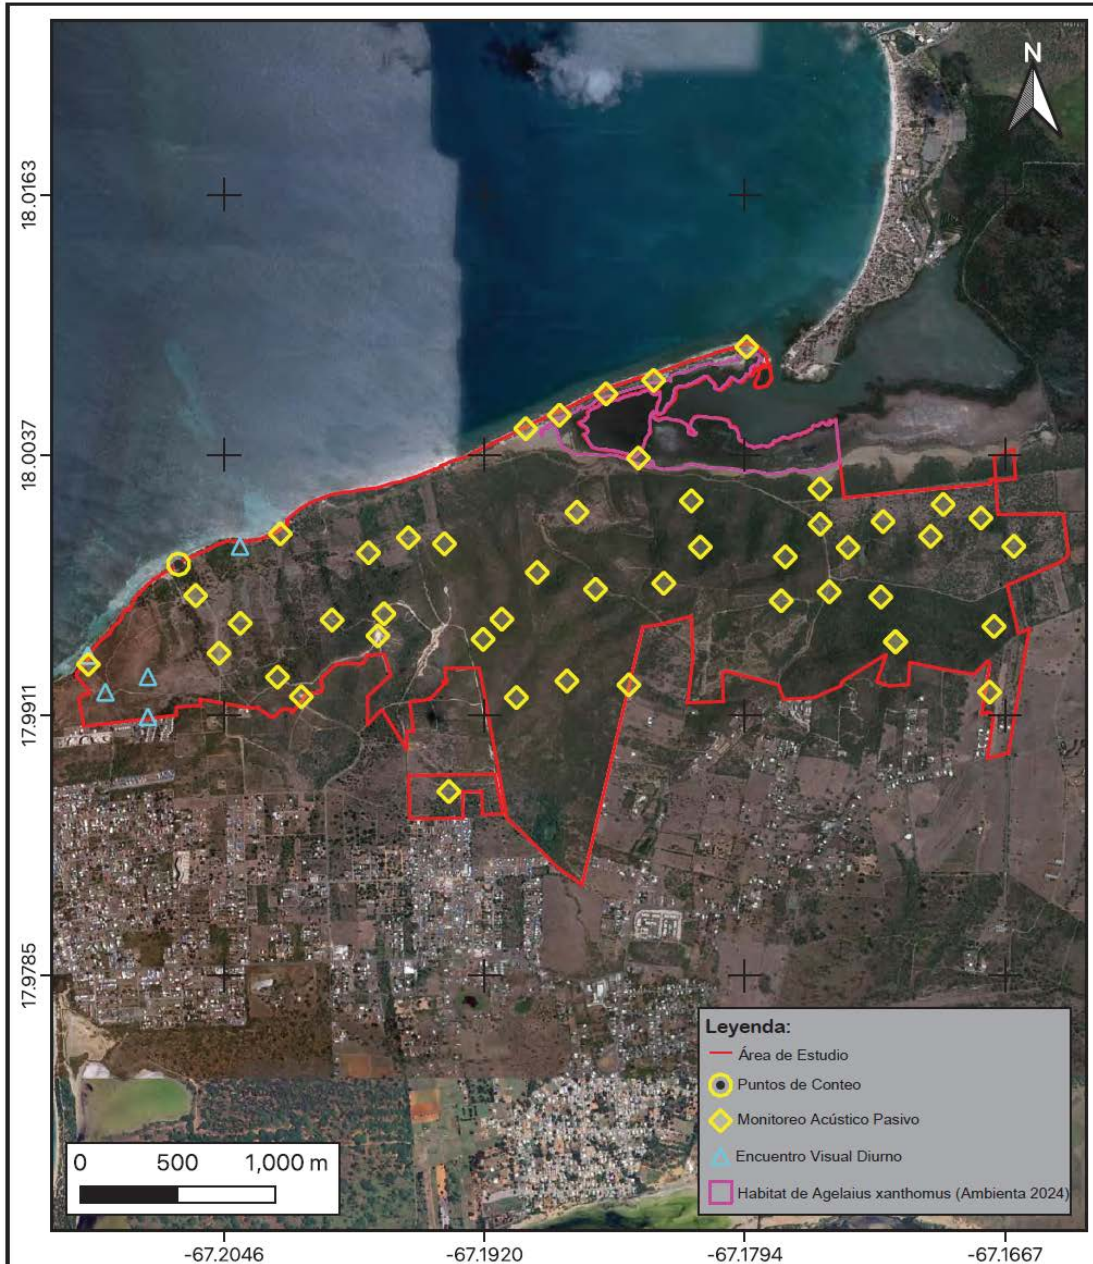 N
18.0163
18.0037
17.9911
17.9785
Leyenda:
Área de Estudio
Puntos de Conteo
Monitoreo Acústico Pasivo
Encuentro Visual Diurno
Habitat de Agelaius xanthomus (Ambienta 2024)
0 500 1,000 m
-67.2046 -67.1920 -67.1794 -67.1667